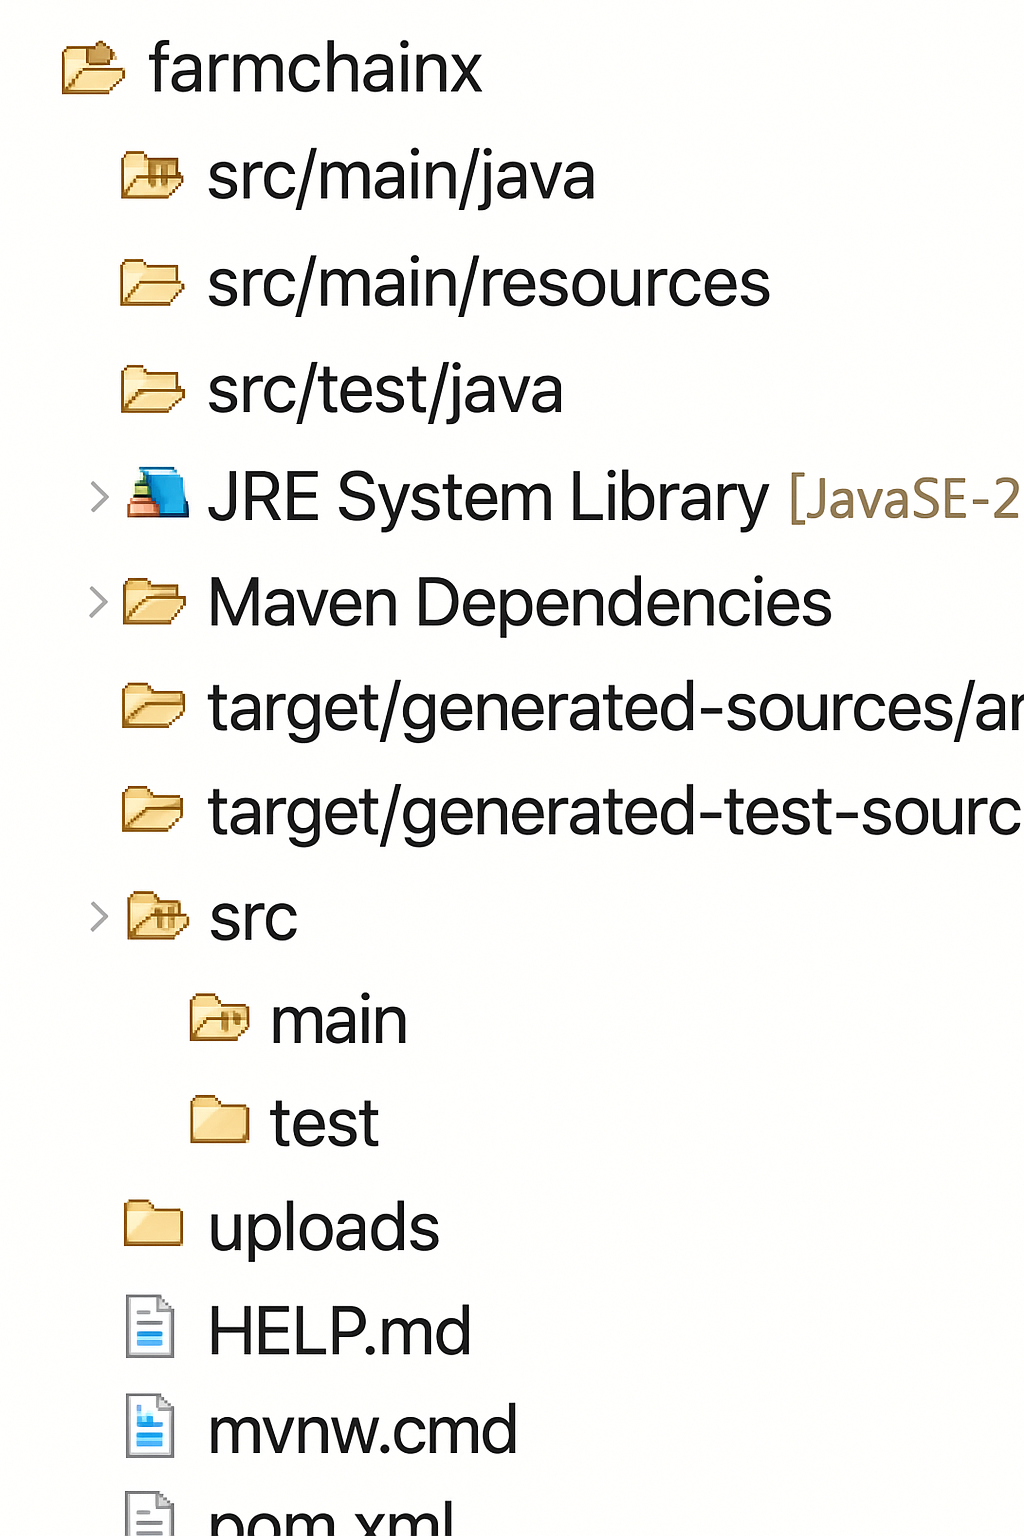 farmchainx
src/main/java
src/main/resources
src/test/java
JRE System Library [JavaSE-2
Maven Dependencies
target/generated-sources/an
target/generated-test-sourc
src
main
test
uploads
HELP.md
mvnw.cmd
pom.xml